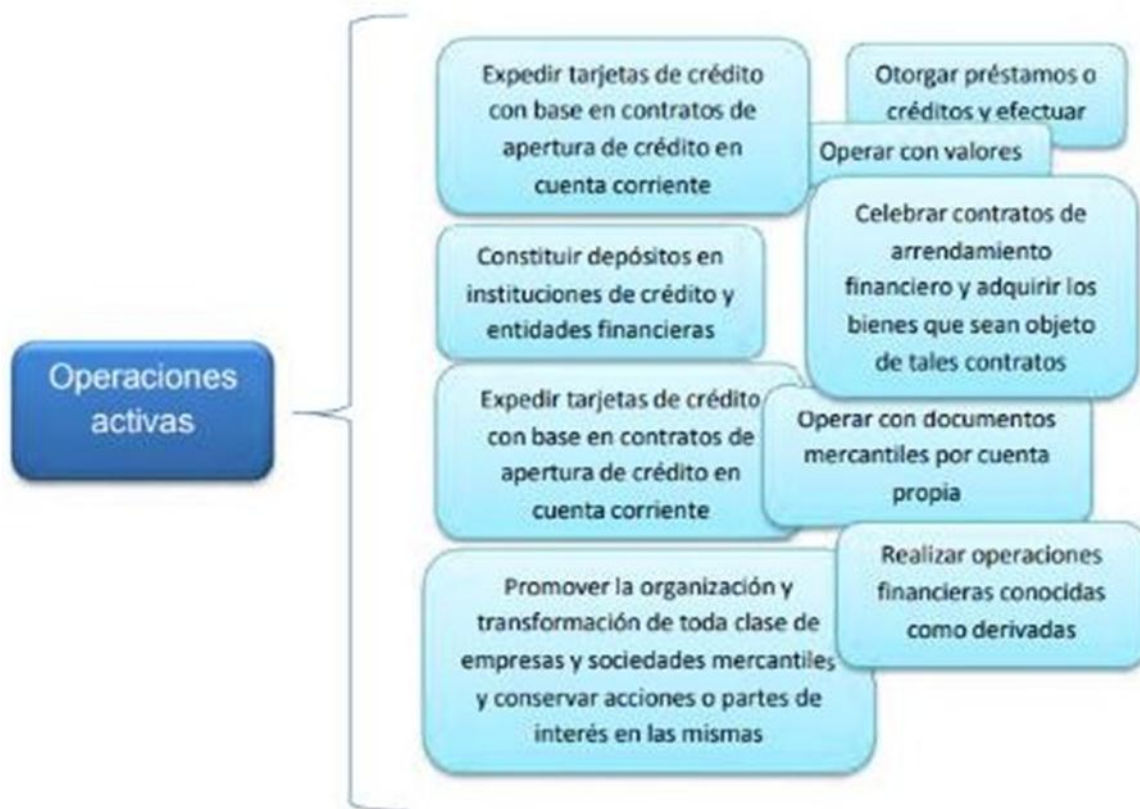 Operaciones
activas
Expedir tarjetas de crédito
con base en contratos de
apertura de crédito en
cuenta corriente
Otorgar préstamos o
créditos y efectuar
Operar con valores
Constituir depósitos en
instituciones de crédito y
entidades financieras
Celebrar contratos de
arrendamiento
financiero y adquirir los
bienes que sean objeto
de tales contratos
Expedir tarjetas de crédito
con base en contratos de
apertura de crédito en
cuenta corriente
Operar con documentos
mercantiles por cuenta
propia
Promover la organización y
transformación de toda clase de
empresas y sociedades mercantiles
y conservar acciones o partes de
interés en las mismas
Realizar operaciones
financieras conocidas
como derivadas